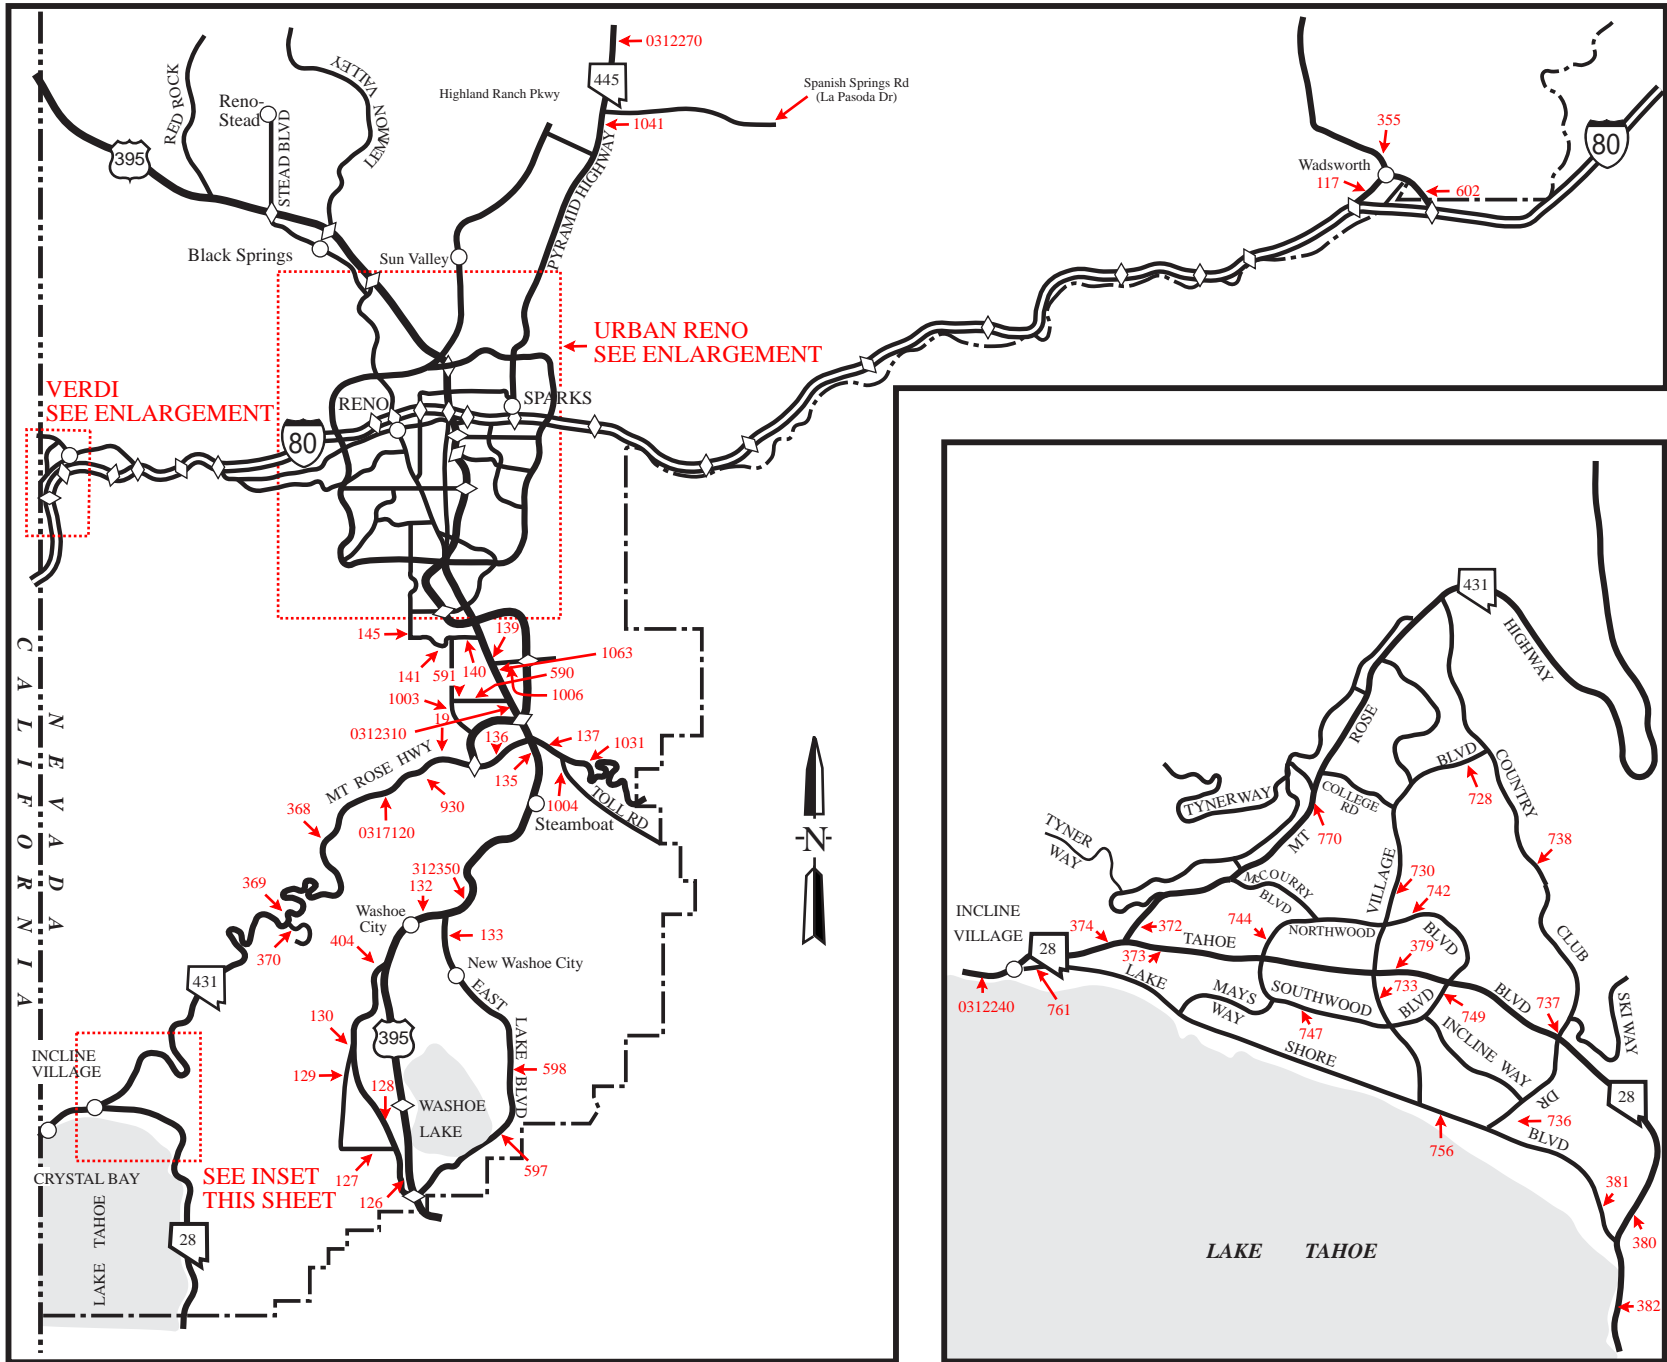 0312270
445
Highland Ranch Pkwy
Spanish Springs Rd
(La Pasoda Dr)
1041
PYRAMID HIGHWAY
RED ROCK
Reno-
Stead
STEAD BLVD
LEMMON VALLEY
395
Black Springs
Sun Valley
355
Wadsworth
117
602
80
URBAN RENO
SEE ENLARGEMENT
VERDI
SEE ENLARGEMENT
RENO
SPARKS
80
CALIFORNIA
NEVADA
145
139
141
591
140
1063
590
1006
1003
19
0312310
136
137
1031
135
MT ROSE HWY
930
1004
TOLL RD
Steamboat
368
0317120
312350
369
132
Washoe
City
133
404
370
New Washoe City
431
EAST
LAKE BLVD
130
395
INCLINE
VILLAGE
129
128
598
WASHOE
LAKE
597
CRYSTAL BAY
SEE INSET
THIS SHEET
127
126
LAKE TAHOE
28
N
431
HIGHWAY
ROSE
BLVD
COUNTRY
728
TYNER WAY
COLLEGE
RD
770
MT
TYNER
WAY
738
VILLAGE
730
McCOURRY
BLVD
742
INCLINE
VILLAGE
744
374
372
NORTHWOOD
BLVD
CLUB
28
TAHOE
373
379
LAKE
733
MAYS
WAY
SOUTHWOOD
BLVD
BLVD
737
SKI WAY
0312240
761
747
749
INCLINE WAY
SHORE
DR
28
736
756
BLVD
381
380
LAKE TAHOE
382